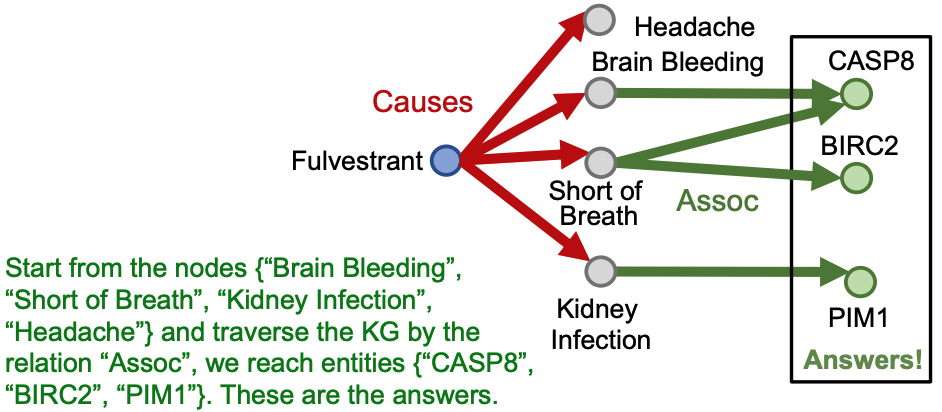 Headache
Brain Bleeding
CASP8
Causes
BIRC2
Fulvestrant
Short of
Breath
Assoc
Start from the nodes {“Brain Bleeding”,
“Short of Breath”, “Kidney Infection”,
“Headache”} and traverse the KG by the
relation “Assoc”, we reach entities {“CASP8”,
“BIRC2”, “PIM1”}. These are the answers.
Kidney
Infection
PIM1
Answers!